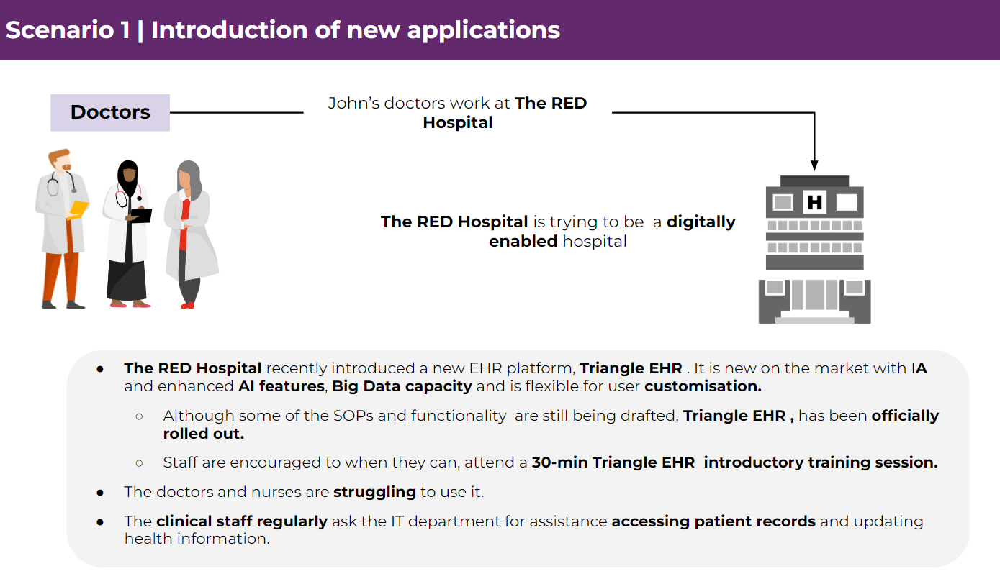 Scenario 1 | Introduction of new applications
Doctors
John’s doctors work at The RED
Hospital
H
The RED Hospital is trying to be a digitally
enabled hospital
● The RED Hospital recently introduced a new EHR platform, Triangle EHR . It is new on the market with IA
and enhanced AI features, Big Data capacity and is flexible for user customisation.
○ Although some of the SOPs and functionality are still being drafted, Triangle EHR , has been officially
rolled out.
○ Staff are encouraged to when they can, attend a 30-min Triangle EHR introductory training session.
● The doctors and nurses are struggling to use it.
● The clinical staff regularly ask the IT department for assistance accessing patient records and updating
health information.